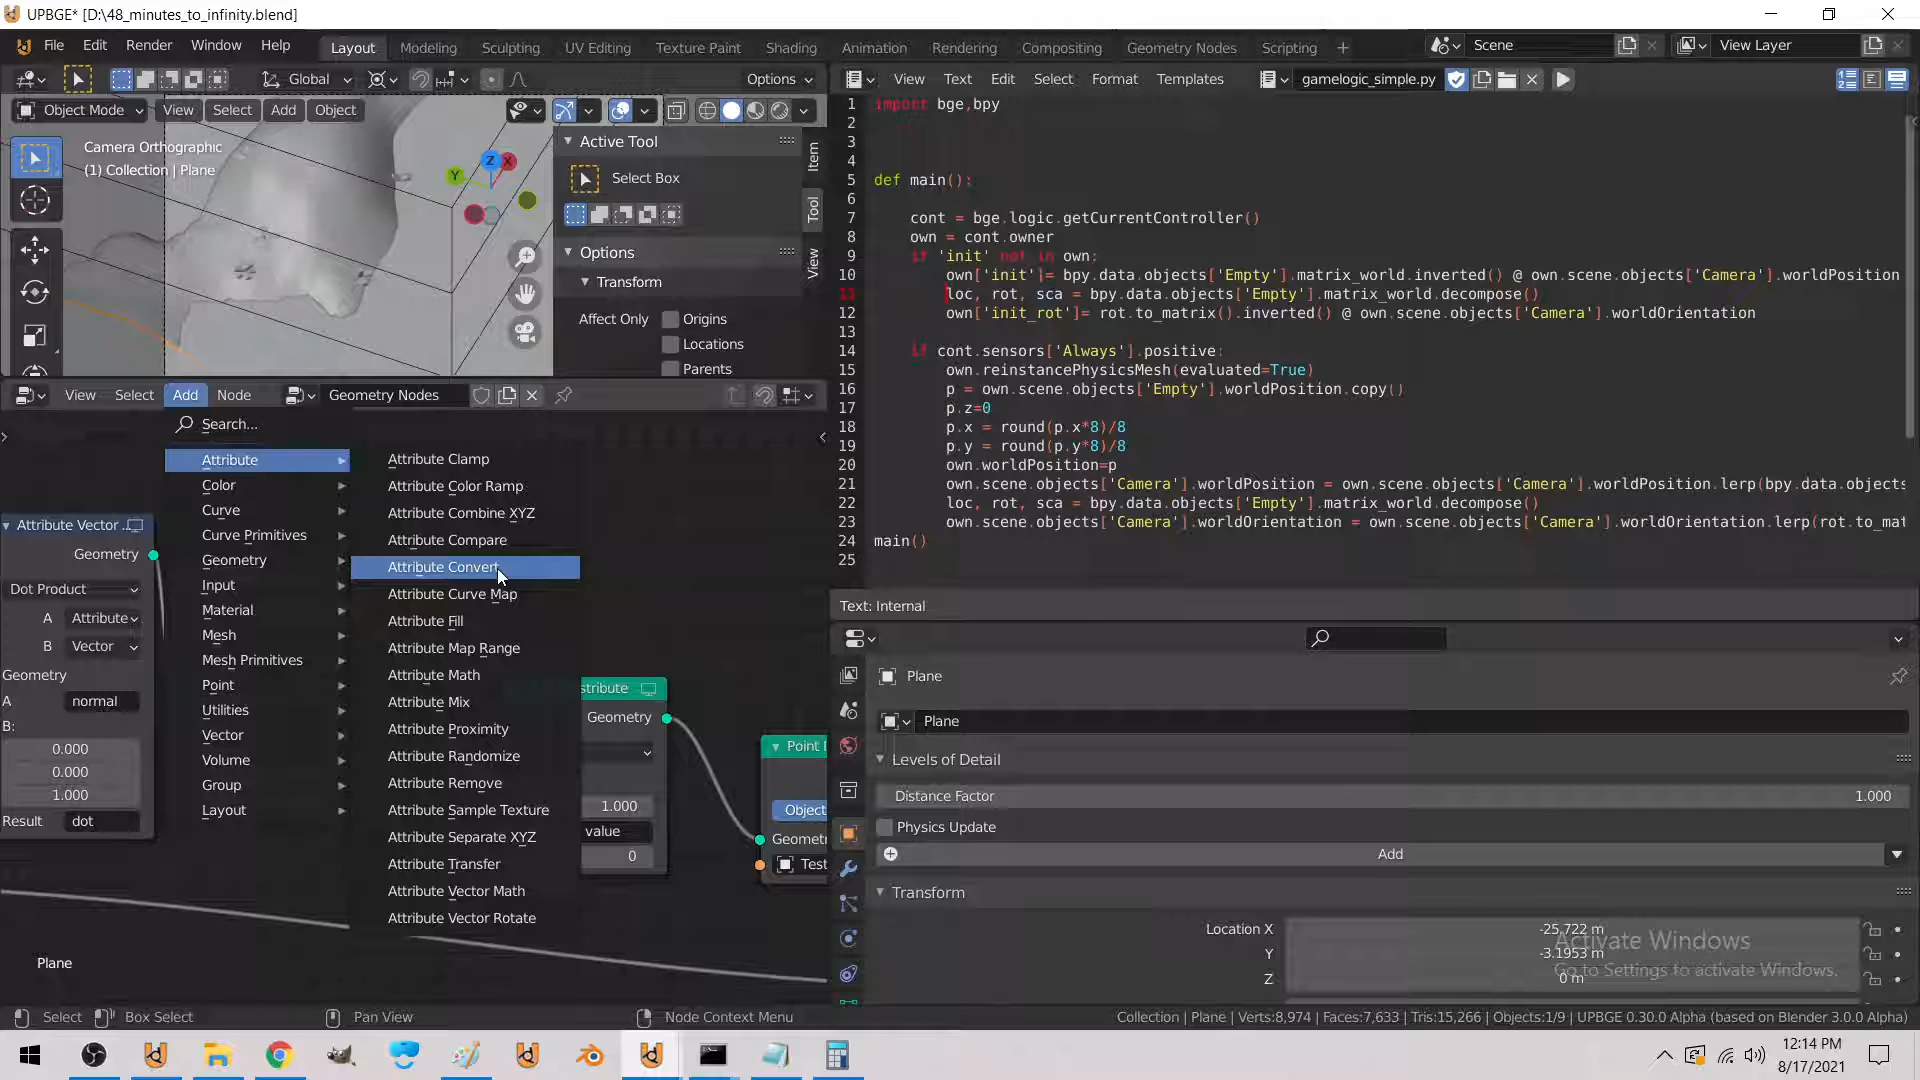 UPBGE* [D:\48_minutes_to_infinity.blend]
File Edit Render Window Help Layout Modeling Sculpting UV Editing Texture Paint Shading Animation Rendering Compositing Geometry Nodes Scripting + Scene View Layer
Global Options
View Text Edit Select Format Templates gamelogic_simple.py
Object Mode View Select Add Object
Camera Orthographic
(1) Collection | Plane
Z X Y
Active Tool
Select Box
Options
Transform
Affect Only Origins
Locations
Parents
Item
Tool
View
1 import bge,bpy
2
3
4
5 def main():
6
7 cont = bge.logic.getCurrentController()
8 own = cont.owner
9 if 'init' not in own:
10 own['init']= bpy.data.objects['Empty'].matrix_world.inverted() @ own.scene.objects['Camera'].worldPosition
11 loc, rot, sca = bpy.data.objects['Empty'].matrix_world.decompose()
12 own['init_rot']= rot.to_matrix().inverted() @ own.scene.objects['Camera'].worldOrientation
13
14 if cont.sensors['Always'].positive:
15 own.reinstancePhysicsMesh(evaluated=True)
16 p = own.scene.objects['Empty'].worldPosition.copy()
17 p.z=0
18 p.x = round(p.x*8)/8
19 p.y = round(p.y*8)/8
20 own.worldPosition=p
21 own.scene.objects['Camera'].worldPosition = own.scene.objects['Camera'].worldPosition.lerp(bpy.data.objects
22 loc, rot, sca = bpy.data.objects['Empty'].matrix_world.decompose()
23 own.scene.objects['Camera'].worldOrientation = own.scene.objects['Camera'].worldOrientation.lerp(rot.to_mat
24 main()
25
Text: Internal
View Select Add Node Geometry Nodes
Search...
Attribute
Color
Curve
Curve Primitives
Geometry
Input
Material
Mesh
Mesh Primitives
Point
Utilities
Vector
Volume
Group
Layout
Attribute Clamp
Attribute Color Ramp
Attribute Combine XYZ
Attribute Compare
Attribute Convert
Attribute Curve Map
Attribute Fill
Attribute Map Range
Attribute Math
Attribute Mix
Attribute Proximity
Attribute Randomize
Attribute Remove
Attribute Sample Texture
Attribute Separate XYZ
Attribute Transfer
Attribute Vector Math
Attribute Vector Rotate
Attribute Vector ..
Geometry
Dot Product
A Attribute
B Vector
Geometry
A normal
B:
0.000
0.000
1.000
Result dot
stribute
Geometry
1.000
value
0
Point I
Object
Geometr
Test
Plane
Plane
Plane
Levels of Detail
Distance Factor 1.000
Physics Update
Add
Transform
Location X -25.722 m
Y -3.1953 m
Z 0 m
Activate Windows
Go to Settings to activate Windows.
Select Box Select Pan View Node Context Menu Collection | Plane | Verts:8,974 | Faces:7,633 | Tris:15,266 | Objects:1/9 | UPBGE 0.30.0 Alpha (based on Blender 3.0.0 Alpha)
12:14 PM
8/17/2021